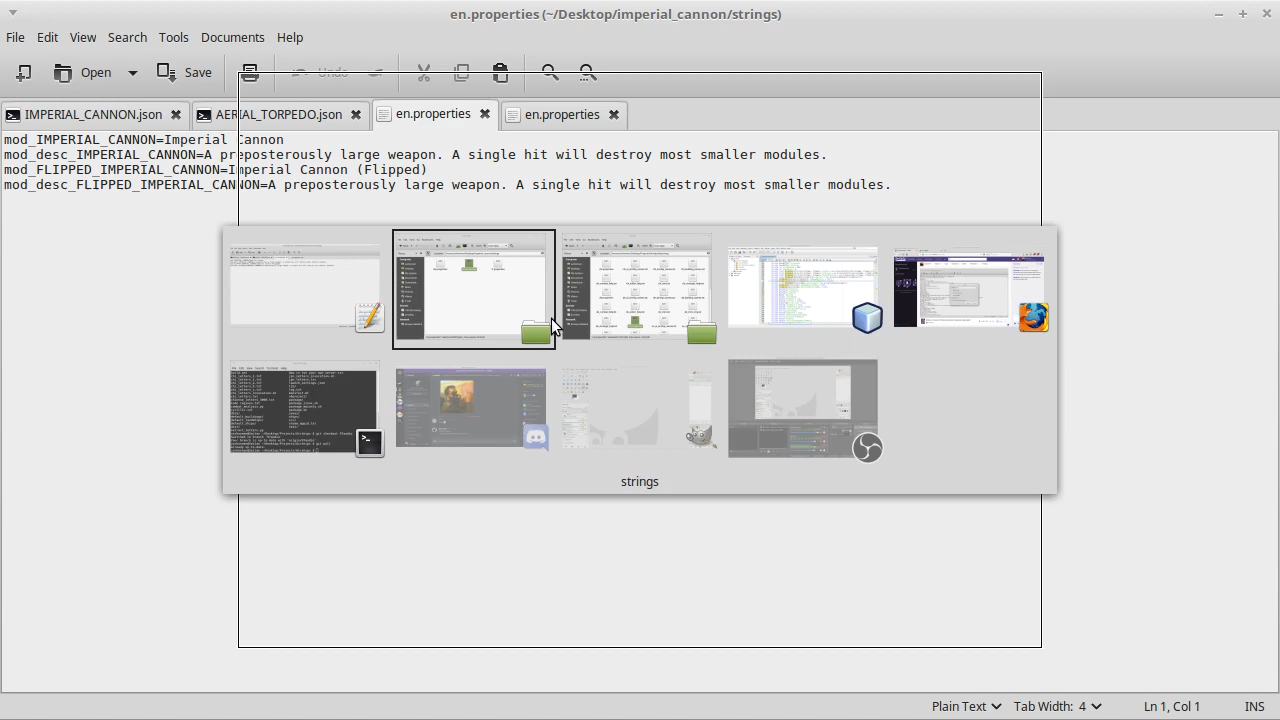 en.properties (~/Desktop/imperial_cannon/strings)
File Edit View Search Tools Documents Help
Open Save Undo
IMPERIAL_CANNON.json AERIAL_TORPEDO.json en.properties en.properties
mod_IMPERIAL_CANNON=Imperial Cannon
mod_desc_IMPERIAL_CANNON=A preposterously large weapon. A single hit will destroy most smaller modules.
mod_FLIPPED_IMPERIAL_CANNON=Imperial Cannon (Flipped)
mod_desc_FLIPPED_IMPERIAL_CANNON=A preposterously large weapon. A single hit will destroy most smaller modules.
strings
Plain Text Tab Width: 4 Ln 1, Col 1 INS